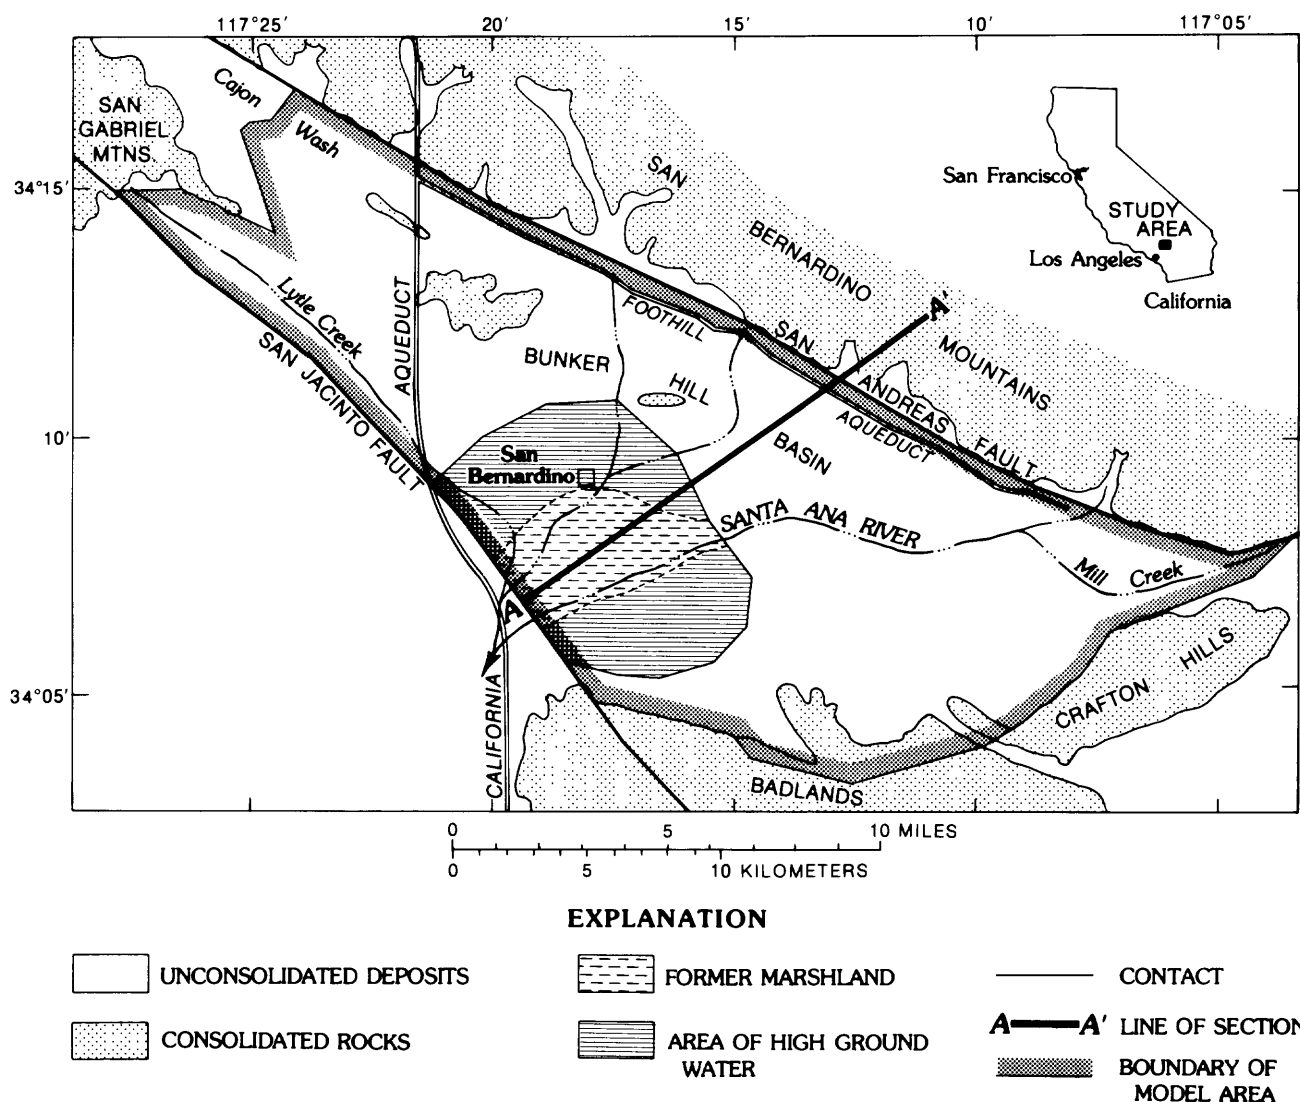 117°25′ 20′ 15′ 10′ 117°05′
Cajon
Wash
SAN
GABRIEL
MTNS.
34°15′
SAN
BERNARDINO
MOUNTAINS
San Francisco
STUDY
AREA
Los Angeles
California
A′
Lytle Creek
AQUEDUCT
FOOTHILL
SAN
ANDREAS
FAULT
AQUEDUCT
BUNKER
HILL
BASIN
SAN JACINTO FAULT
10′
San
Bernardino
SANTA ANA RIVER
Mill Creek
A
34°05′
CALIFORNIA
CRAFTON HILLS
BADLANDS
0 5 10 MILES
0 5 10 KILOMETERS
EXPLANATION
UNCONSOLIDATED DEPOSITS
CONSOLIDATED ROCKS
FORMER MARSHLAND
AREA OF HIGH GROUND
WATER
CONTACT
A A′ LINE OF SECTION
BOUNDARY OF
MODEL AREA